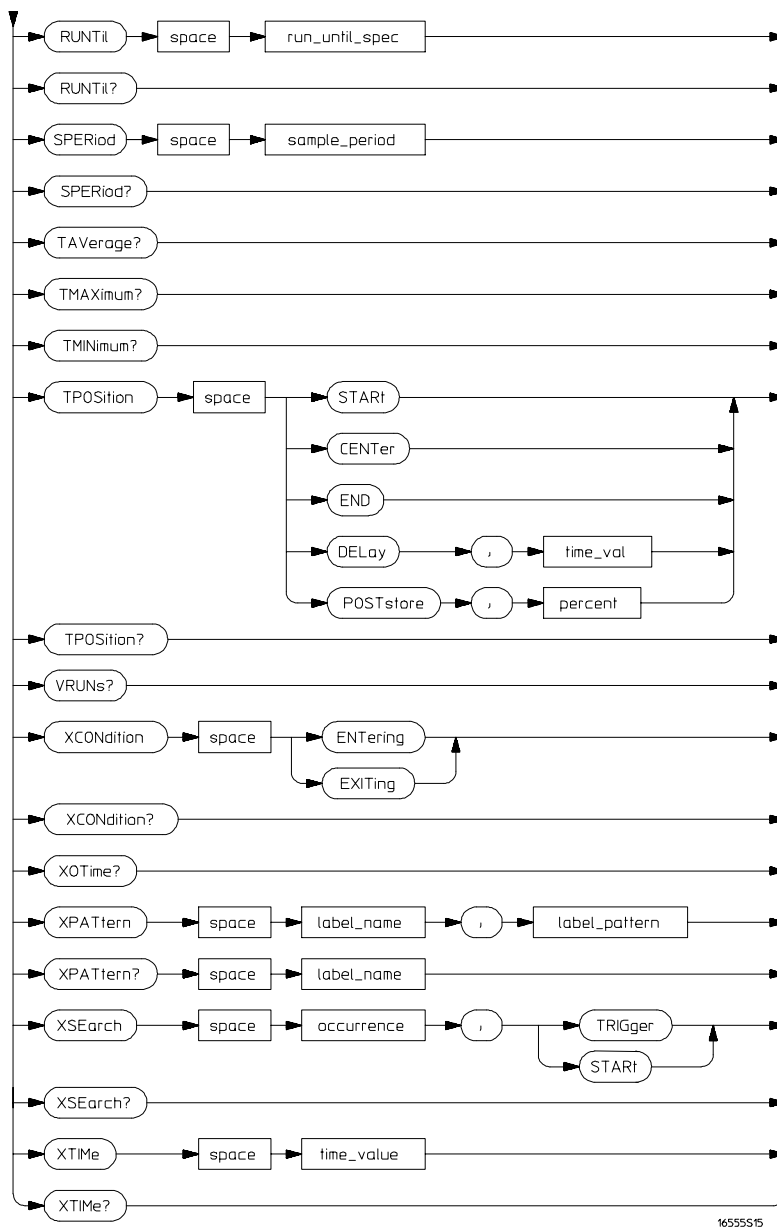 RUNTil space run_until_spec
RUNTil?
SPERiod space sample_period
SPERiod?
TAVerage?
TMAXimum?
TMINimum?
TPOSition space STARt
CENTer
END
DELay , time_val
POSTstore , percent
TPOSition?
VRUNs?
XCONdition space ENTering
EXITing
XCONdition?
XOTime?
XPATtern space label_name , label_pattern
XPATtern? space label_name
XSEarch space occurrence , TRIGger
STARt
XSEarch?
XTIMe space time_value
XTIMe?
16555S15